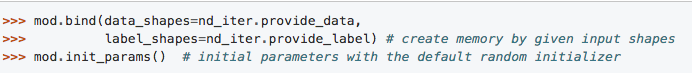 >>> mod.bind(data_shapes=nd_iter.provide_data,
>>>          label_shapes=nd_iter.provide_label) # create memory by given input shapes
>>> mod.init_params()  # initial parameters with the default random initializer